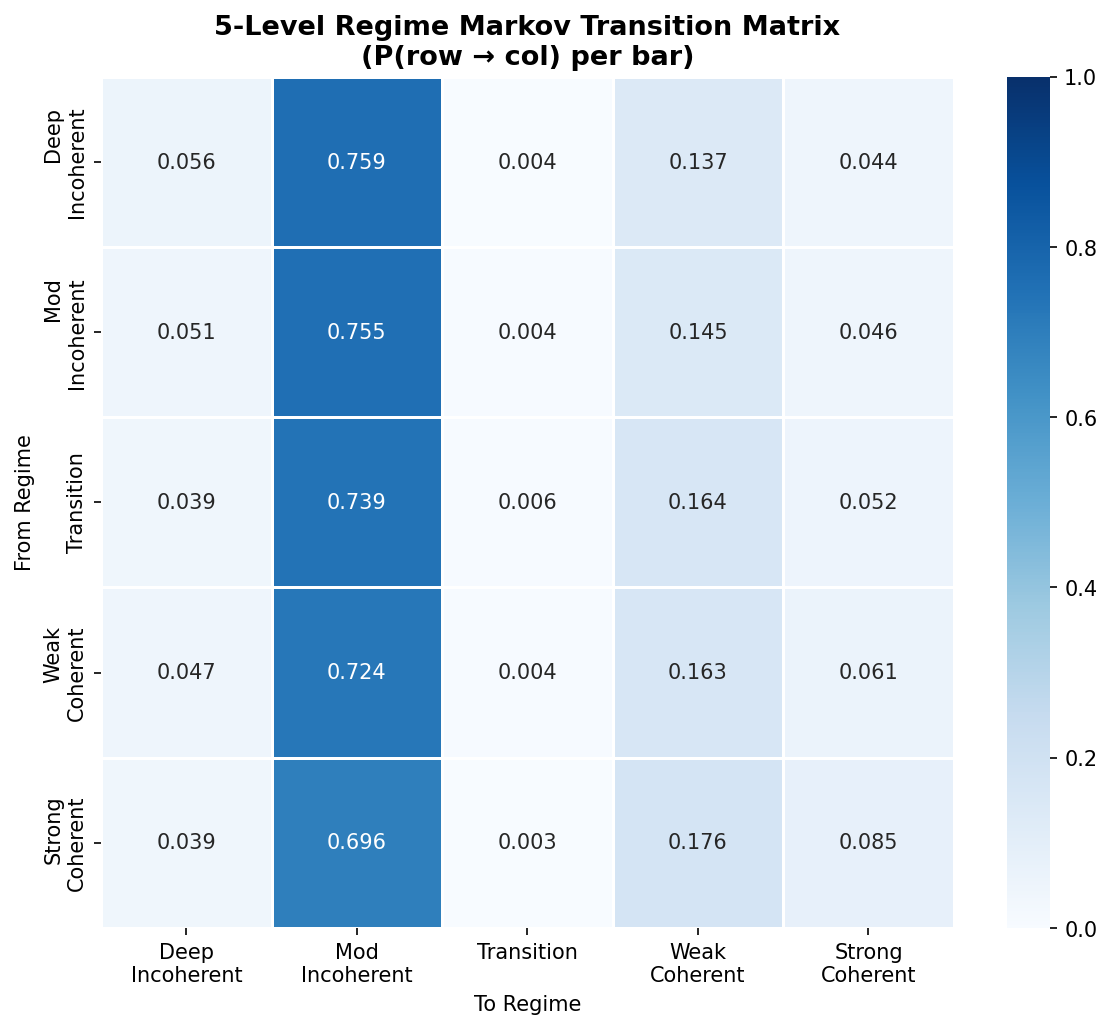 5-Level Regime Markov Transition Matrix
(P(row → col) per bar)
From Regime
Deep
Incoherent
0.056 0.759 0.004 0.137 0.044
Mod
Incoherent
0.051 0.755 0.004 0.145 0.046
Transition
0.039 0.739 0.006 0.164 0.052
Weak
Coherent
0.047 0.724 0.004 0.163 0.061
Strong
Coherent
0.039 0.696 0.003 0.176 0.085
Deep
Incoherent
Mod
Incoherent
Transition
Weak
Coherent
Strong
Coherent
To Regime
1.0
0.8
0.6
0.4
0.2
0.0